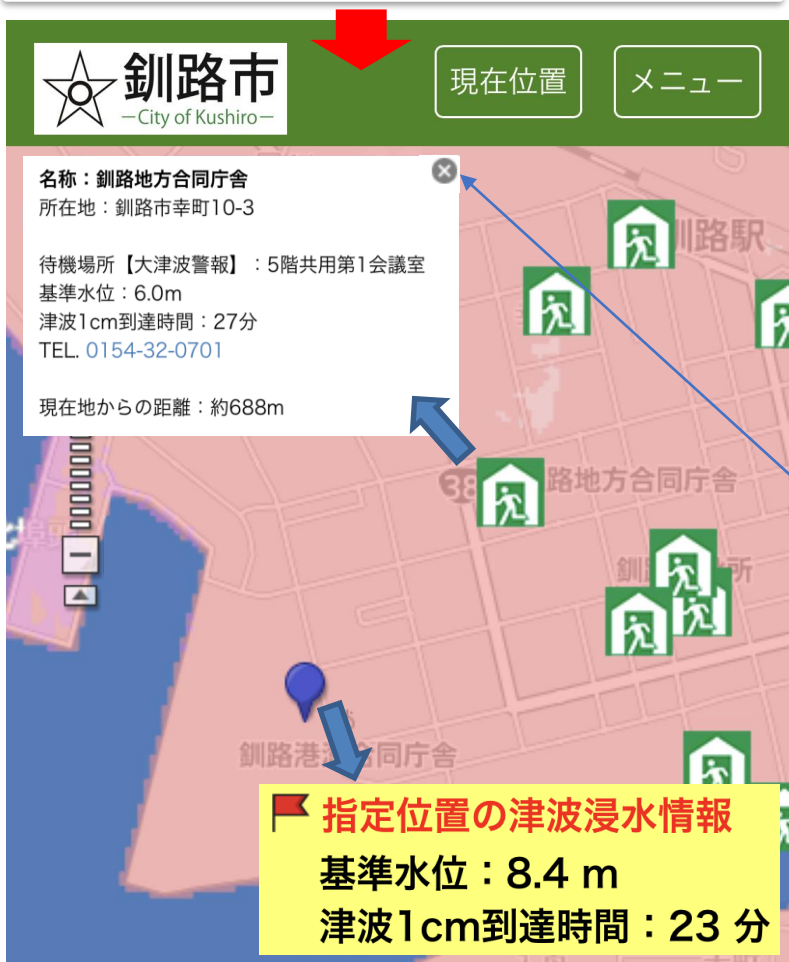 釧路市
City of Kushiro
現在位置
メニュー
名称：釧路地方合同庁舎
所在地：釧路市幸町10-3
待機場所【大津波警報】：5階共用第1会議室
基準水位：6.0m
津波1cm到達時間：27分
TEL. 0154-32-0701
現在地からの距離：約688m
釧路駅
38
路地方合同庁舎
釧
所
釧路港
合同庁舎
指定位置の津波浸水情報
基準水位：8.4 m
津波1cm到達時間：23 分